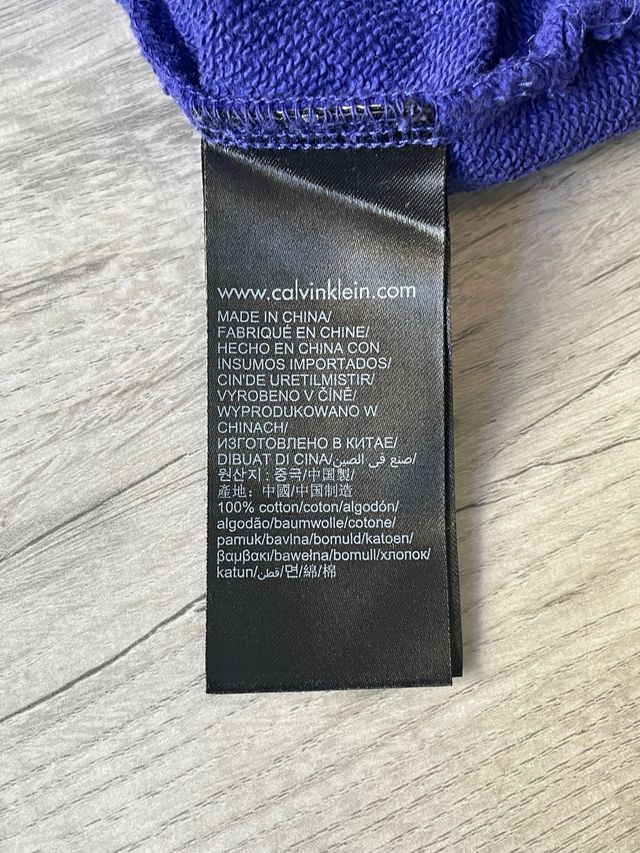 www.calvinklein.com
MADE IN CHINA/
FABRIQUÉ EN CHINE/
HECHO EN CHINA CON
INSUMOS IMPORTADOS/
CIN'DE URETILMISTIR/
VYROBENO V ČÍNĚ/
WYPRODUKOWANO W
CHINACH/
ИЗГОТОВЛЕНО В КИТАЕ/
DIBUAT DI CINA/صنع في الصين/
원산지 : 중국/中国製/
產地：中國/中国制造
100% cotton/coton/algodón/
algodão/baumwolle/cotone/
pamuk/bavlna/bomuld/katoen/
βαμβακι/bawełna/bomull/хлопок/
katun/قطن/면/綿/棉